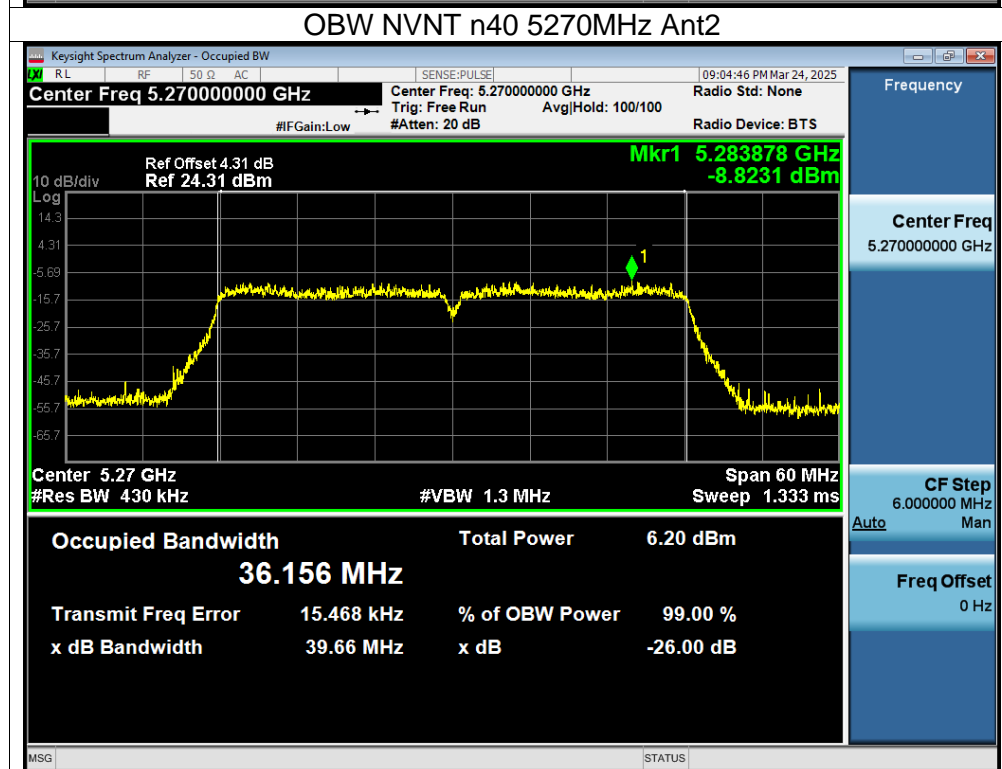 OBW NVNT n40 5270MHz Ant2
Keysight Spectrum Analyzer - Occupied BW
LXI RL RF 50 Ω AC SENSE:PULSE 09:04:46 PM Mar 24, 2025
Center Freq 5.270000000 GHz Center Freq: 5.270000000 GHz Radio Std: None
Trig: Free Run Avg|Hold: 100/100
#IFGain:Low #Atten: 20 dB Radio Device: BTS
Ref Offset 4.31 dB Mkr1 5.283878 GHz
10 dB/div Ref 24.31 dBm -8.8231 dBm
Log
14.3
4.31
1
-5.69
-15.7
-25.7
-35.7
-45.7
-55.7
-65.7
Center 5.27 GHz Span 60 MHz
#Res BW 430 kHz #VBW 1.3 MHz Sweep 1.333 ms
Occupied Bandwidth Total Power 6.20 dBm
36.156 MHz
Transmit Freq Error 15.468 kHz % of OBW Power 99.00 %
x dB Bandwidth 39.66 MHz x dB -26.00 dB
MSG STATUS
Frequency
Center Freq
5.270000000 GHz
CF Step
6.000000 MHz
Auto Man
Freq Offset
0 Hz